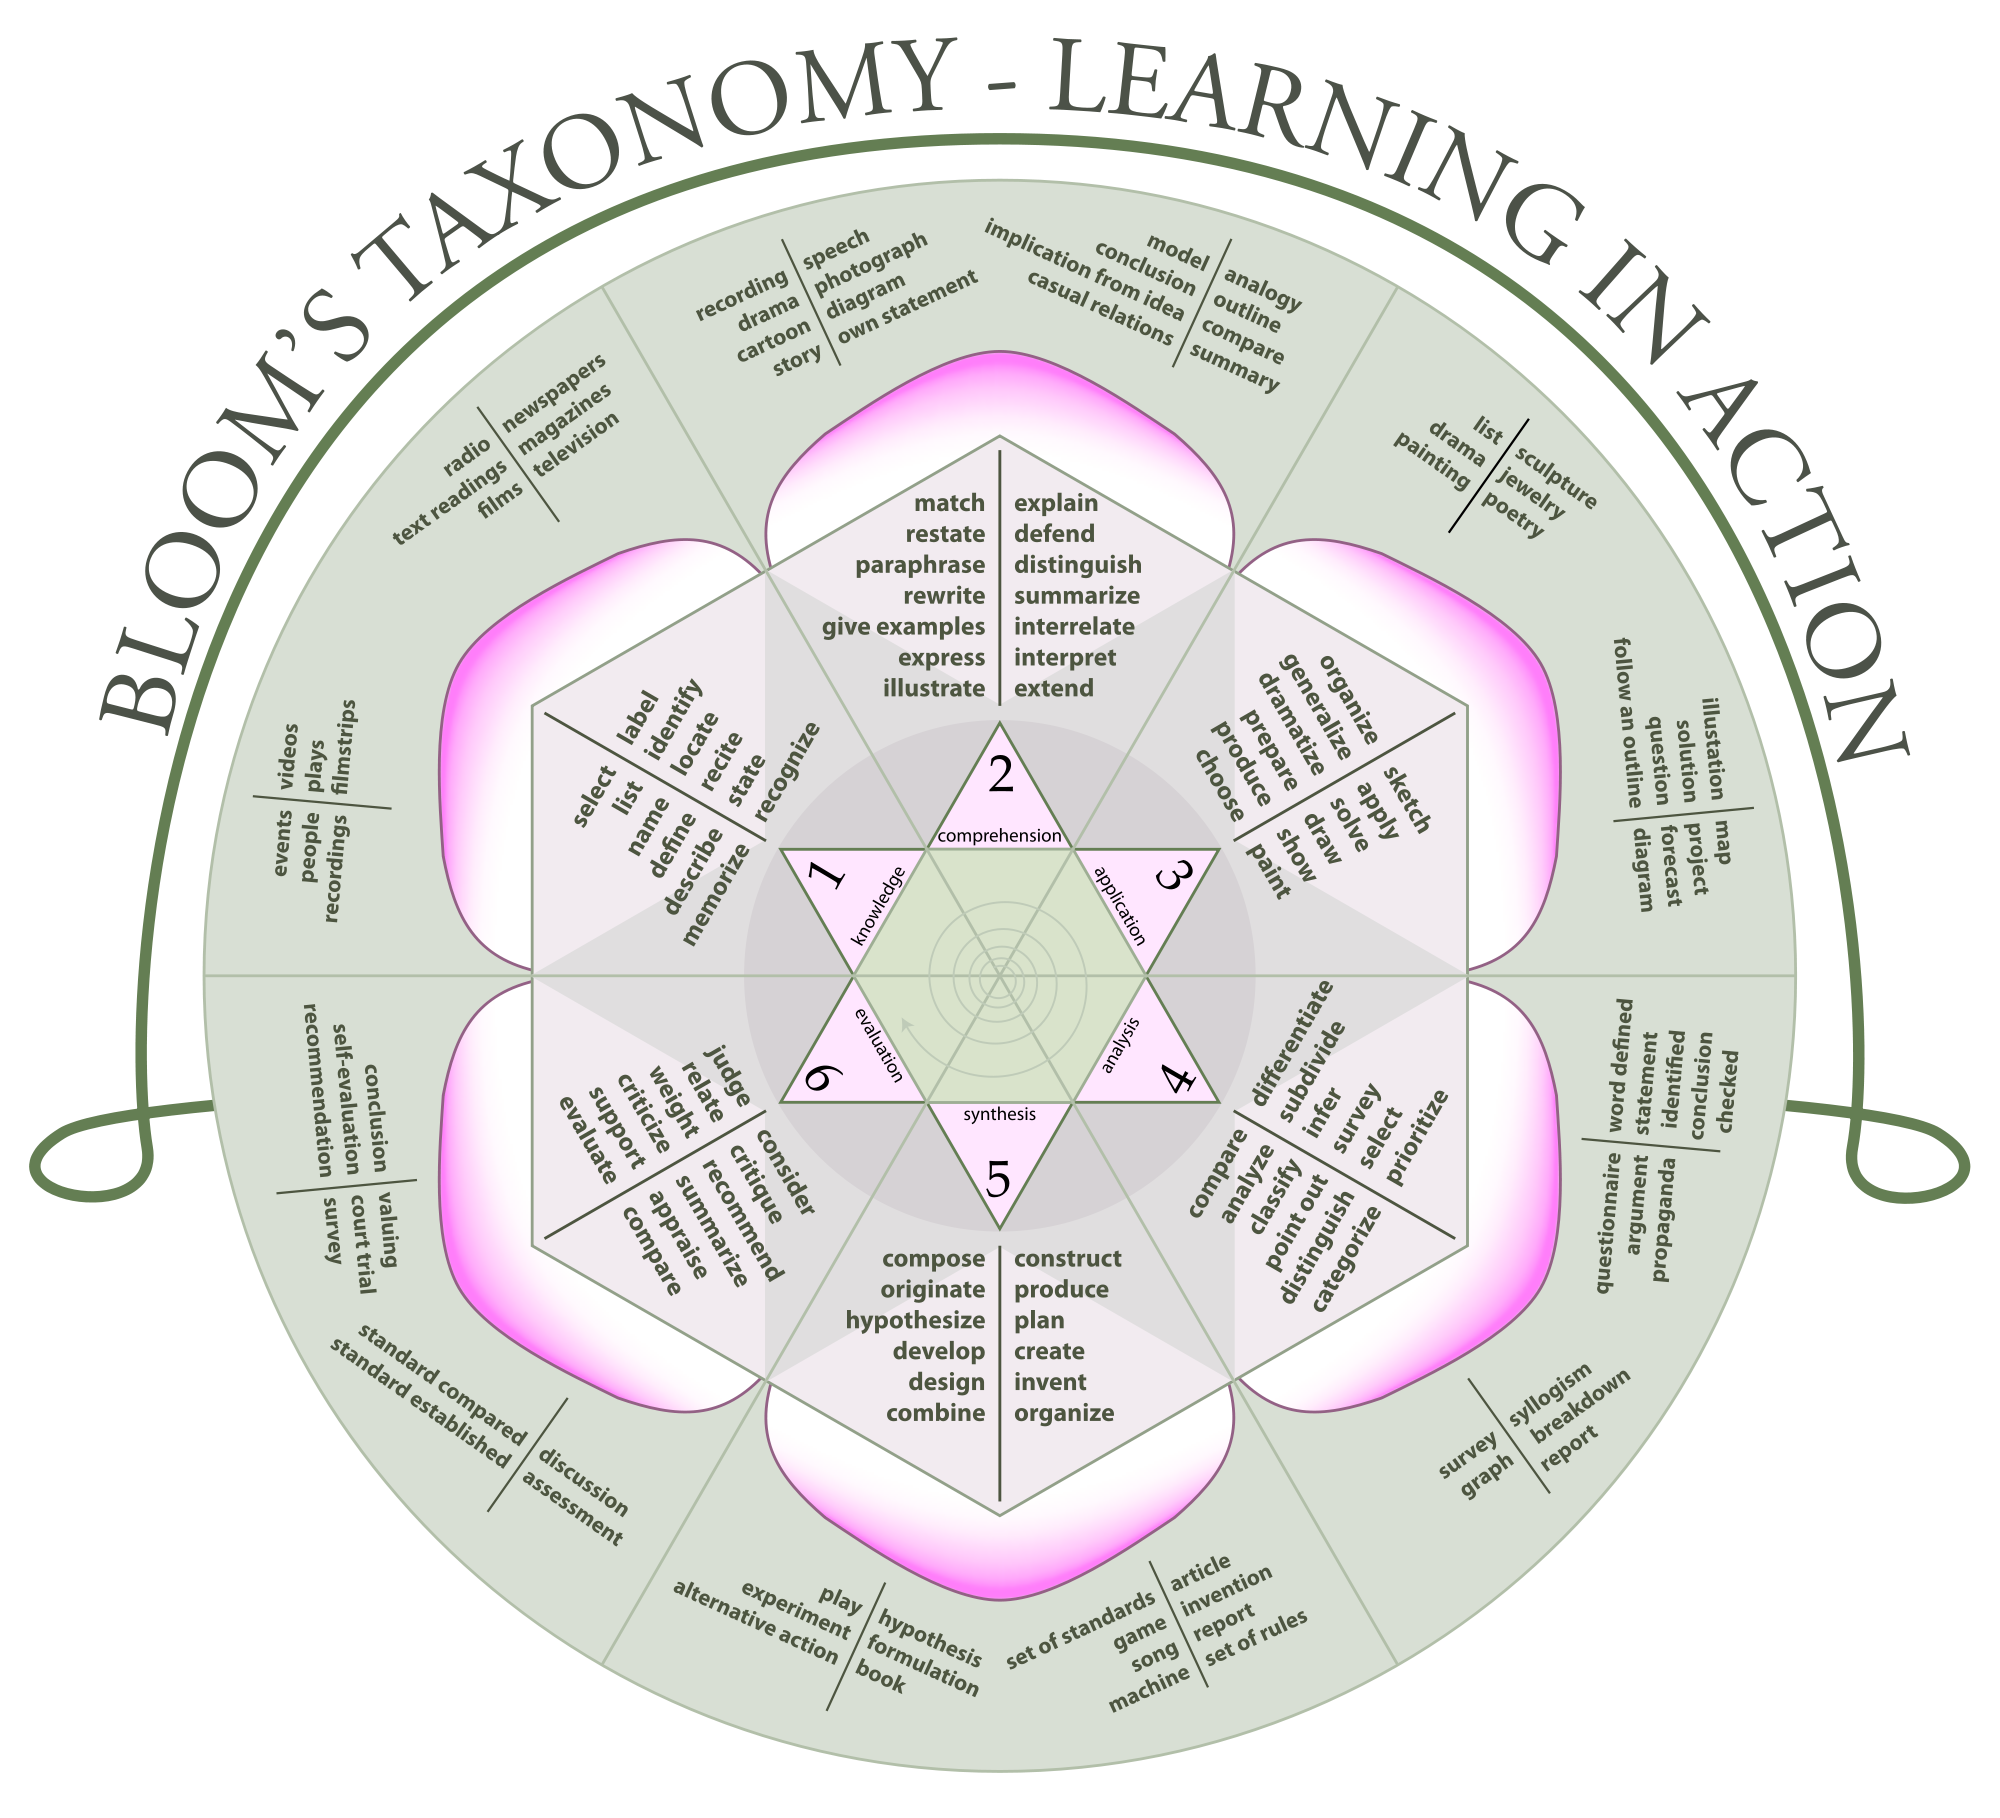 BLOOM'S TAXONOMY - LEARNING IN ACTION
1
knowledge
select
list
name
define
describe
memorize
label
identify
locate
recite
state
recognize
events
people
recordings
videos
plays
filmstrips
radio
text readings
films
newspapers
magazines
television
2
comprehension
match
restate
paraphrase
rewrite
give examples
express
illustrate
explain
defend
distinguish
summarize
interrelate
interpret
extend
recording
drama
cartoon
story
speech
photograph
diagram
own statement
model
conclusion
implication from idea
casual relations
analogy
outline
compare
summary
3
application
organize
generalize
dramatize
prepare
produce
choose
sketch
apply
solve
draw
show
paint
list
drama
painting
sculpture
jewelry
poetry
illustation
solution
question
follow an outline
map
project
forecast
diagram
4
analysis
compare
analyze
classify
point out
distinguish
categorize
differentiate
subdivide
infer
survey
select
prioritize
questionnaire
argument
propaganda
word defined
statement
identified
conclusion
checked
survey
graph
syllogism
breakdown
report
5
synthesis
compose
originate
hypothesize
develop
design
combine
construct
produce
plan
create
invent
organize
set of standards
game
song
machine
article
invention
report
set of rules
play
experiment
alternative action
hypothesis
formulation
book
6
evaluation
judge
relate
weight
criticize
support
evaluate
consider
critique
recommend
summarize
appraise
compare
standard compared
standard established
discussion
assessment
conclusion
self-evaluation
recommendation
valuing
court trial
survey